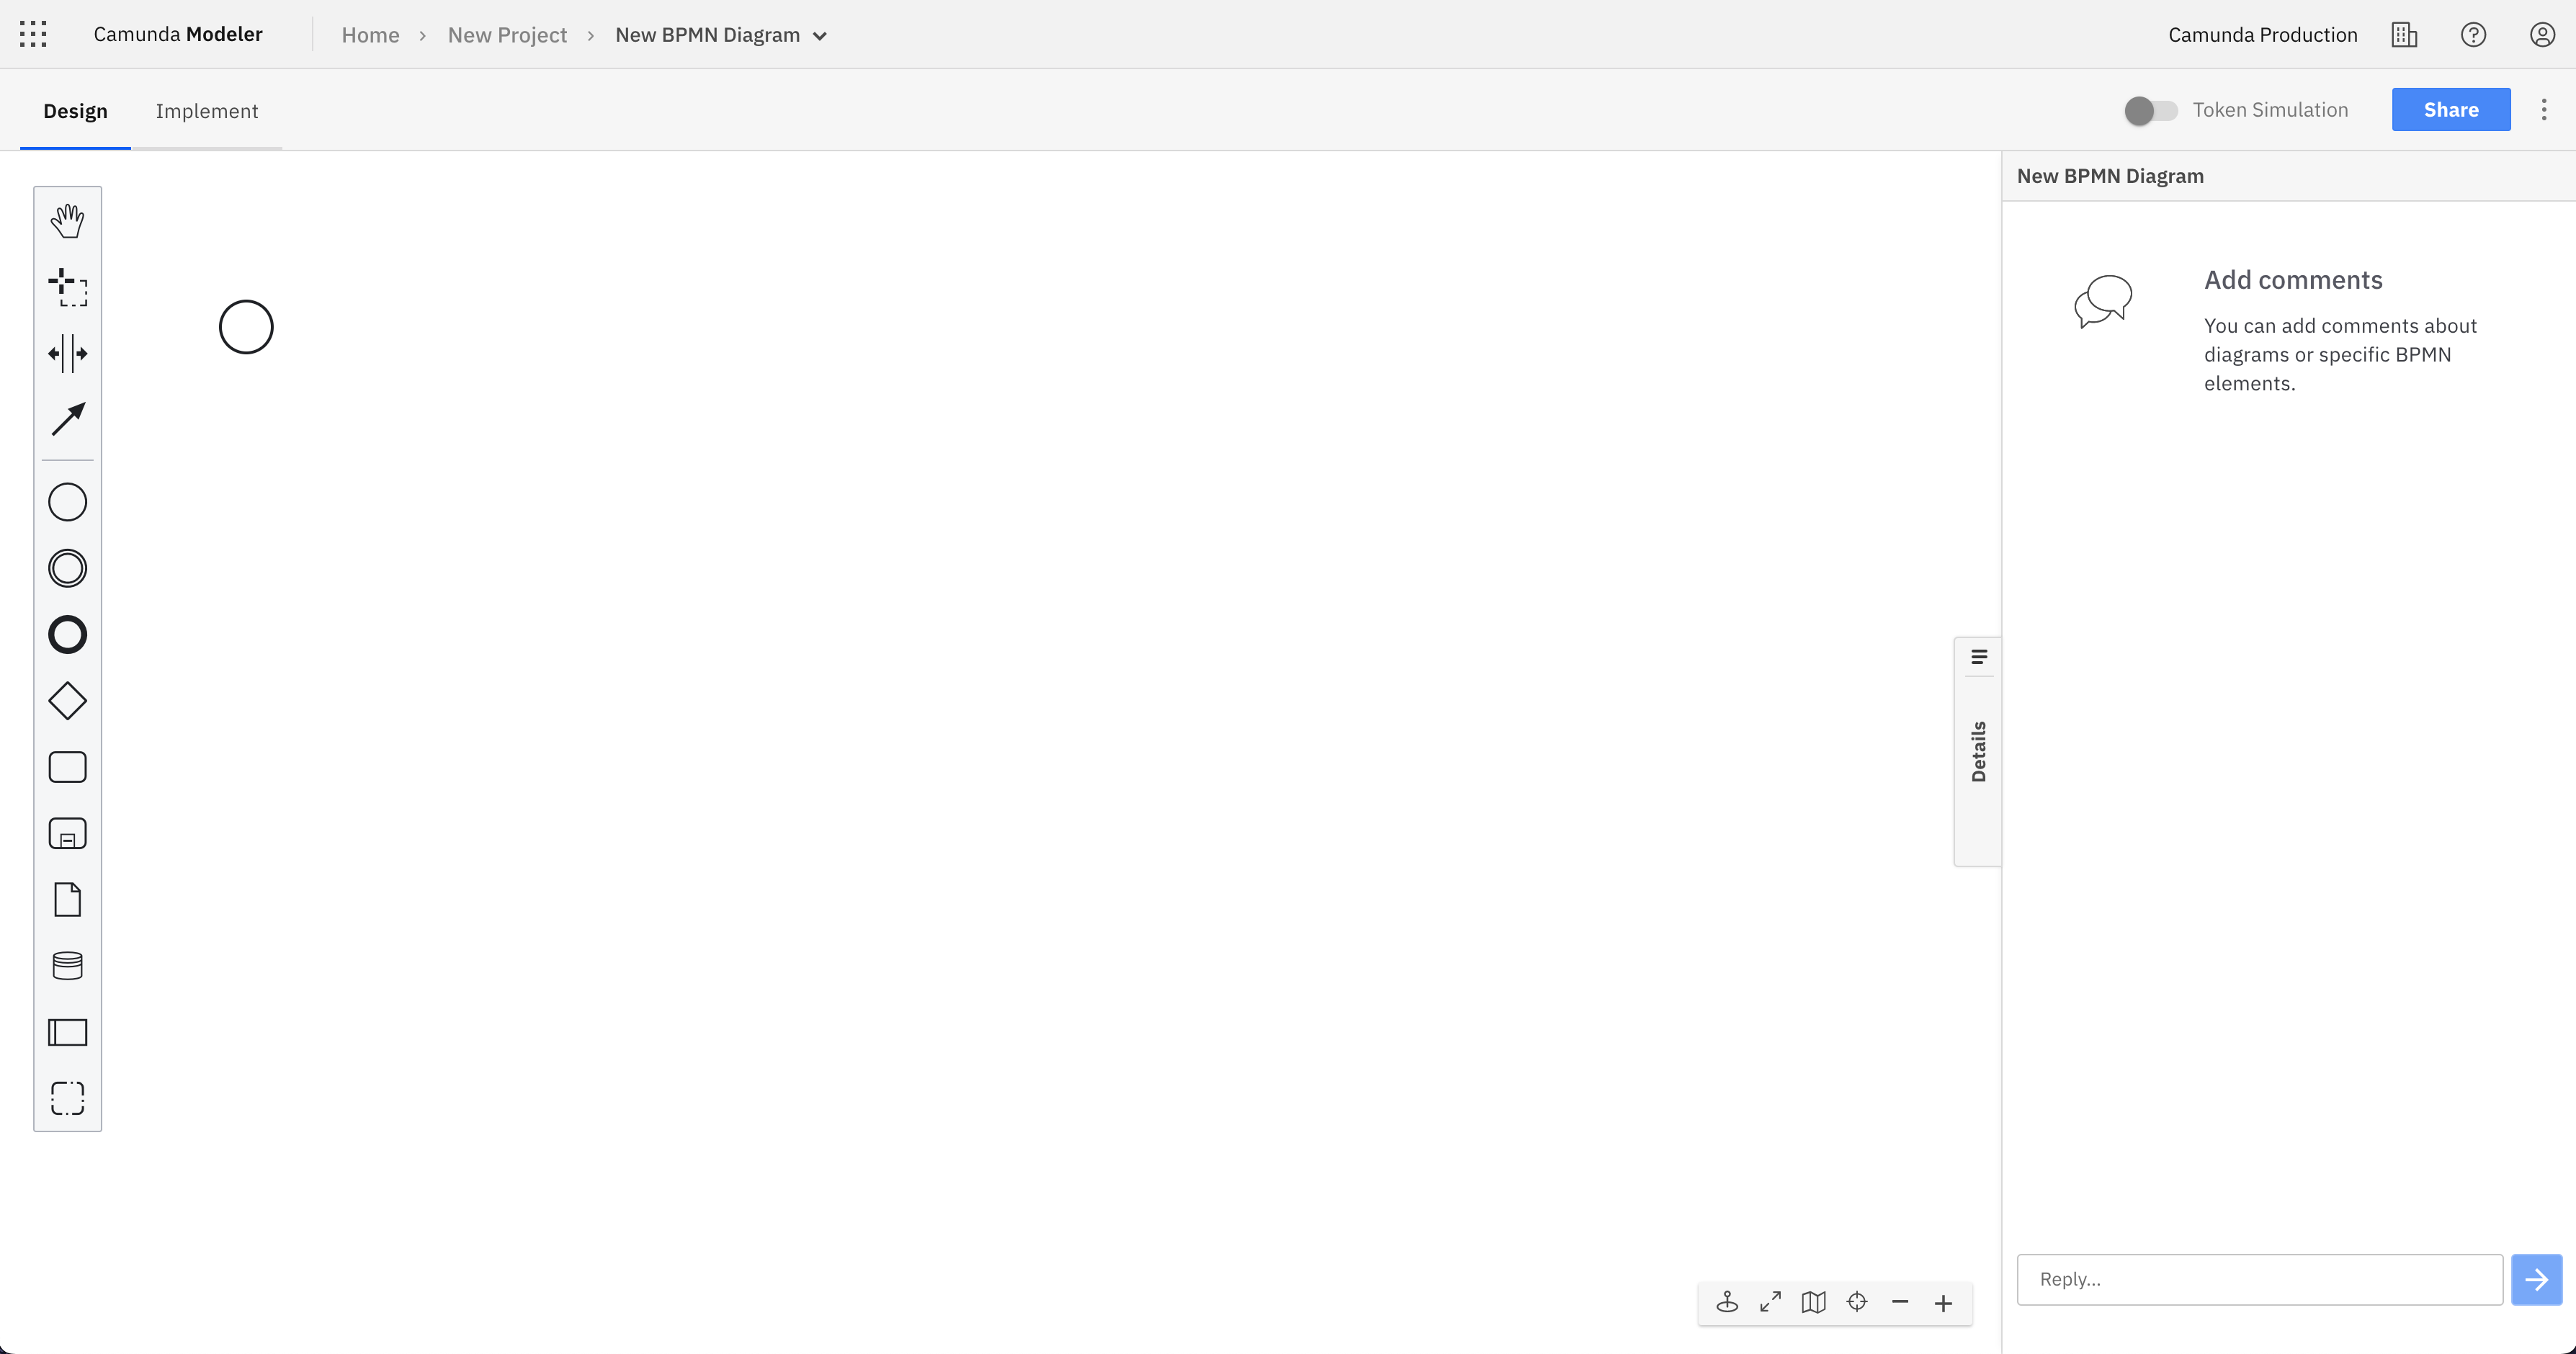 Camunda Modeler
Home > New Project > New BPMN Diagram
Camunda Production
Design
Implement
Token Simulation
Share
New BPMN Diagram
Add comments
You can add comments about
diagrams or specific BPMN
elements.
Details
Reply...